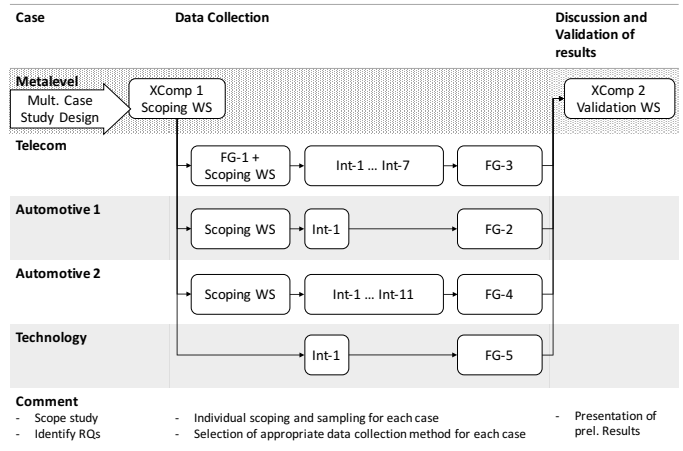 Case
Data Collection
Discussion and
Validation of
results
Metalevel
Mult. Case
Study Design
XComp 1
Scoping WS
XComp 2
Validation WS
Telecom
FG-1 +
Scoping WS
Int-1 ... Int-7
FG-3
Automotive 1
Scoping WS
Int-1
FG-2
Automotive 2
Scoping WS
Int-1 ... Int-11
FG-4
Technology
Int-1
FG-5
Comment
- Scope study
- Identify RQs
- Individual scoping and sampling for each case
- Selection of appropriate data collection method for each case
- Presentation of
prel. Results